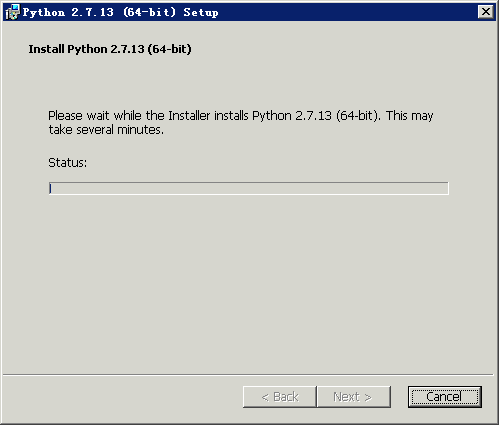 Python 2.7.13 (64-bit) Setup
Install Python 2.7.13 (64-bit)
Please wait while the Installer installs Python 2.7.13 (64-bit). This may
take several minutes.
Status:
< Back
Next >
Cancel